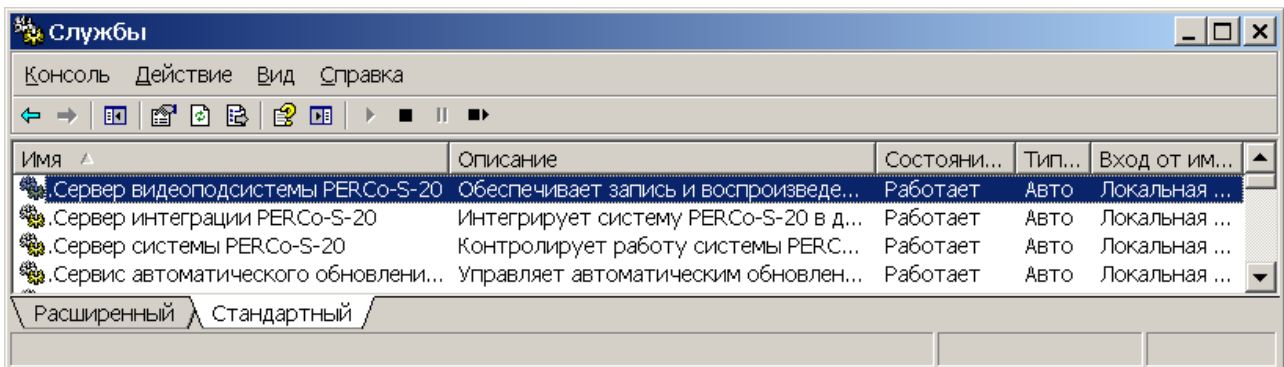 Службы
Консоль Действие Вид Справка
Имя Описание Состояни... Тип... Вход от им...
.Сервер видеоподсистемы PERCo-S-20 Обеспечивает запись и воспроизведе... Работает Авто Локальная ...
.Сервер интеграции PERCo-S-20 Интегрирует систему PERCo-S-20 в д... Работает Авто Локальная ...
.Сервер системы PERCo-S-20 Контролирует работу системы PERC... Работает Авто Локальная ...
.Сервис автоматического обновлени... Управляет автоматическим обновлен... Работает Авто Локальная ...
Расширенный Стандартный